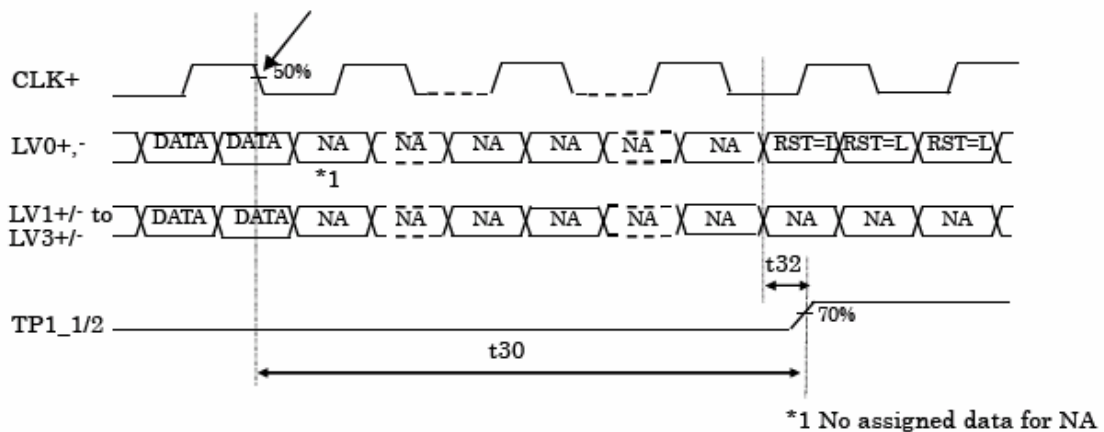 CLK+ 50%
LV0+,- DATA DATA NA NA NA NA NA NA RST=L RST=L RST=L
*1
LV1+/- to
LV3+/- DATA DATA NA NA NA NA NA NA NA NA NA
t32
TP1_1/2 70%
t30
*1 No assigned data for NA